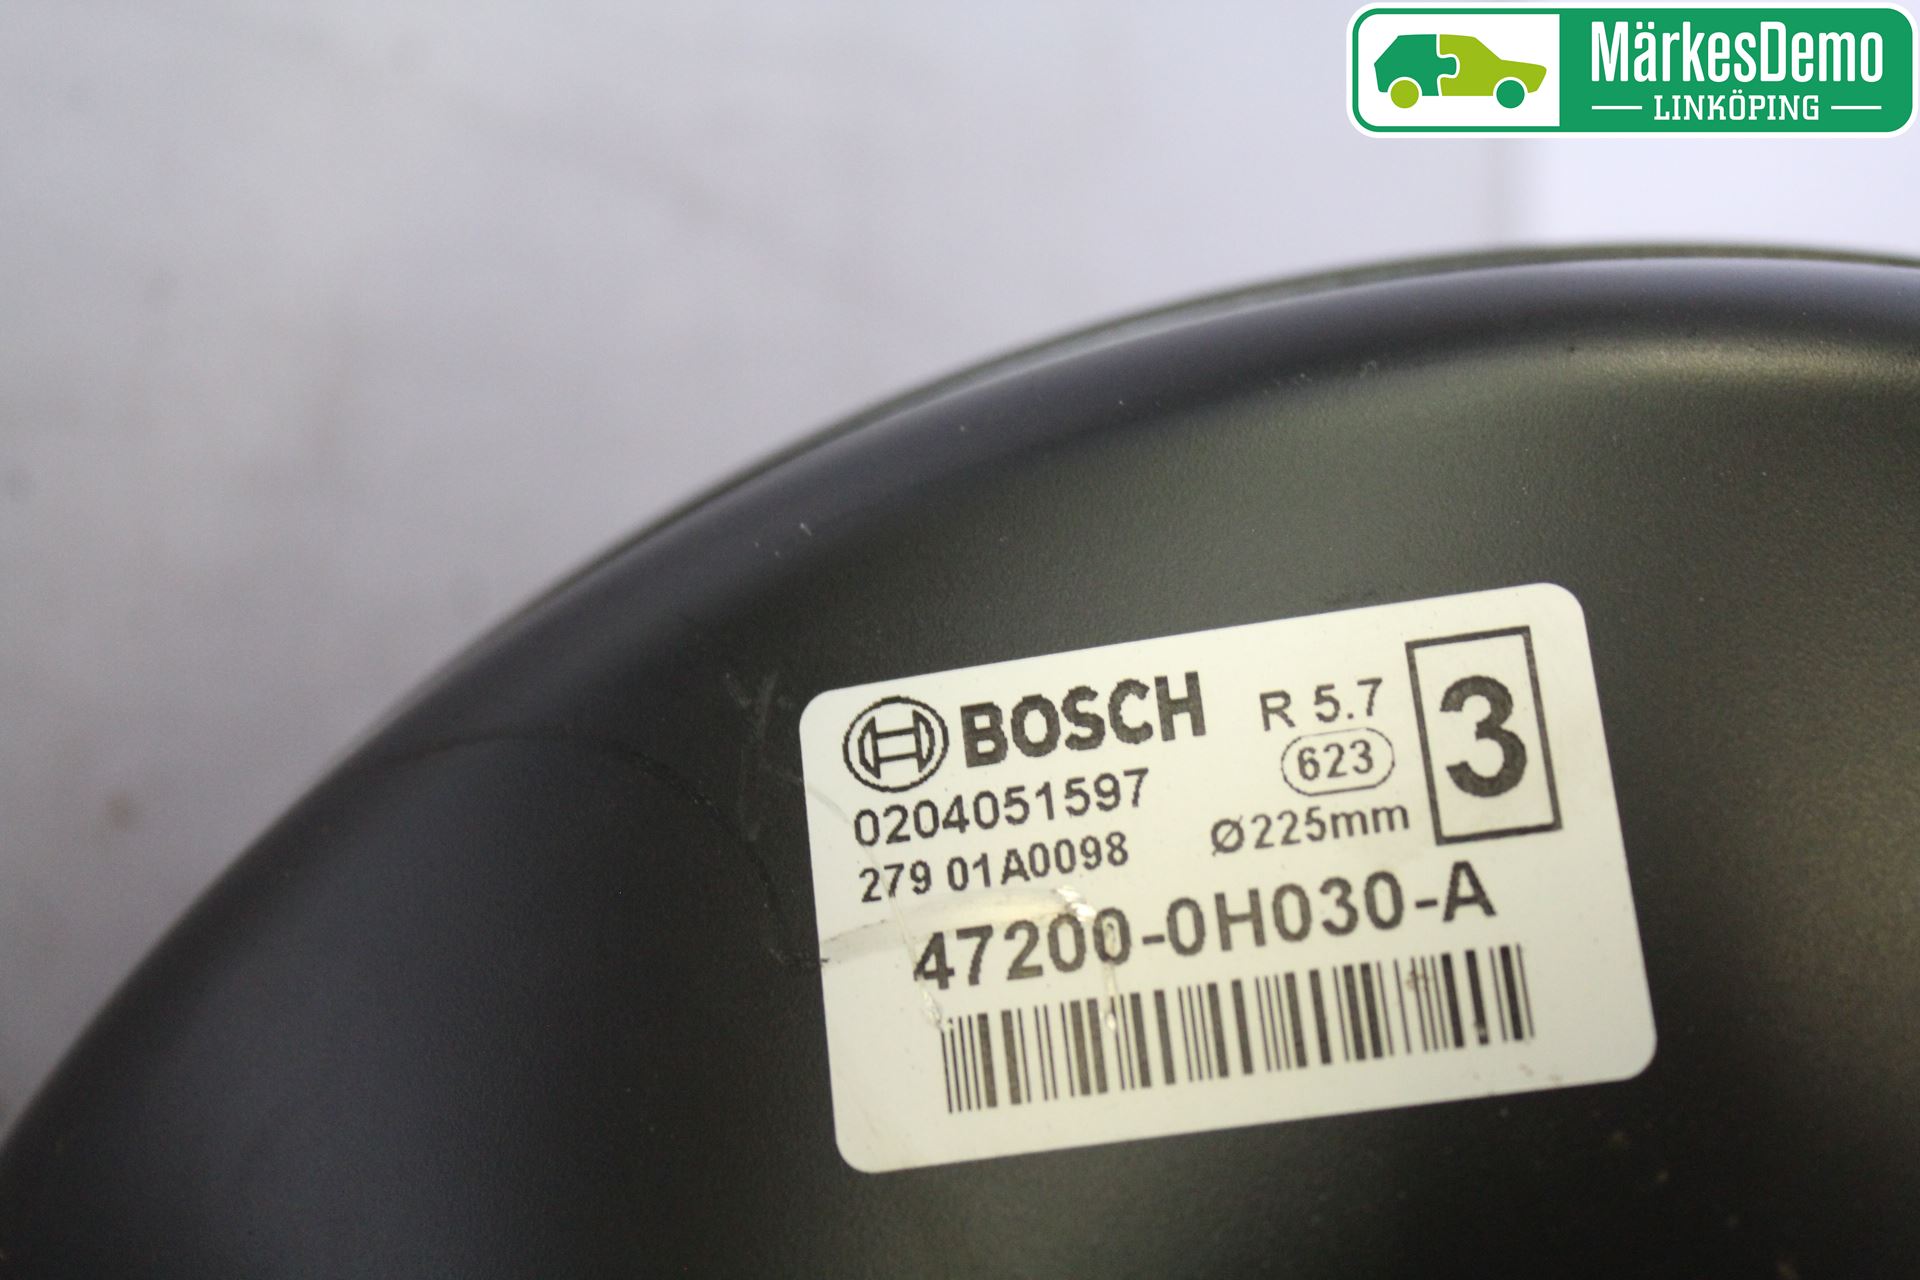 MärkesDemo
LINKÖPING
BOSCH
R 5.7
3
623
0204051597
Ø225mm
279 01A0098
47200-0H030-A